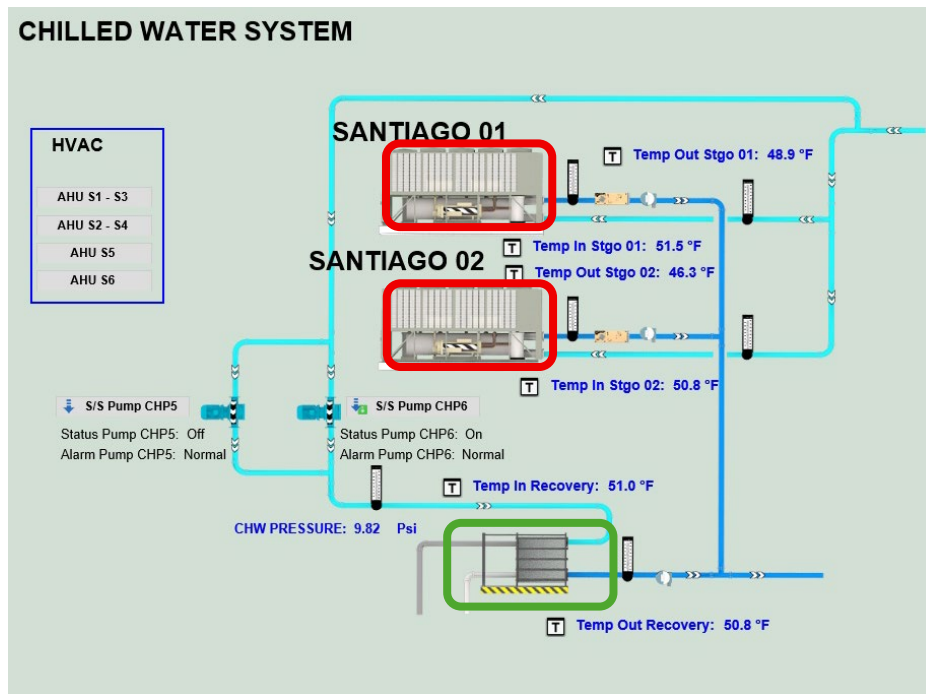 CHILLED WATER SYSTEM
HVAC
AHU S1 - S3
AHU S2 - S4
AHU S5
AHU S6
SANTIAGO 01
T Temp Out Stgo 01: 48.9 °F
T Temp In Stgo 01: 51.5 °F
SANTIAGO 02
T Temp Out Stgo 02: 46.3 °F
T Temp In Stgo 02: 50.8 °F
S/S Pump CHP5
Status Pump CHP5: Off
Alarm Pump CHP5: Normal
S/S Pump CHP6
Status Pump CHP6: On
Alarm Pump CHP6: Normal
T Temp In Recovery: 51.0 °F
CHW PRESSURE: 9.82 Psi
T Temp Out Recovery: 50.8 °F